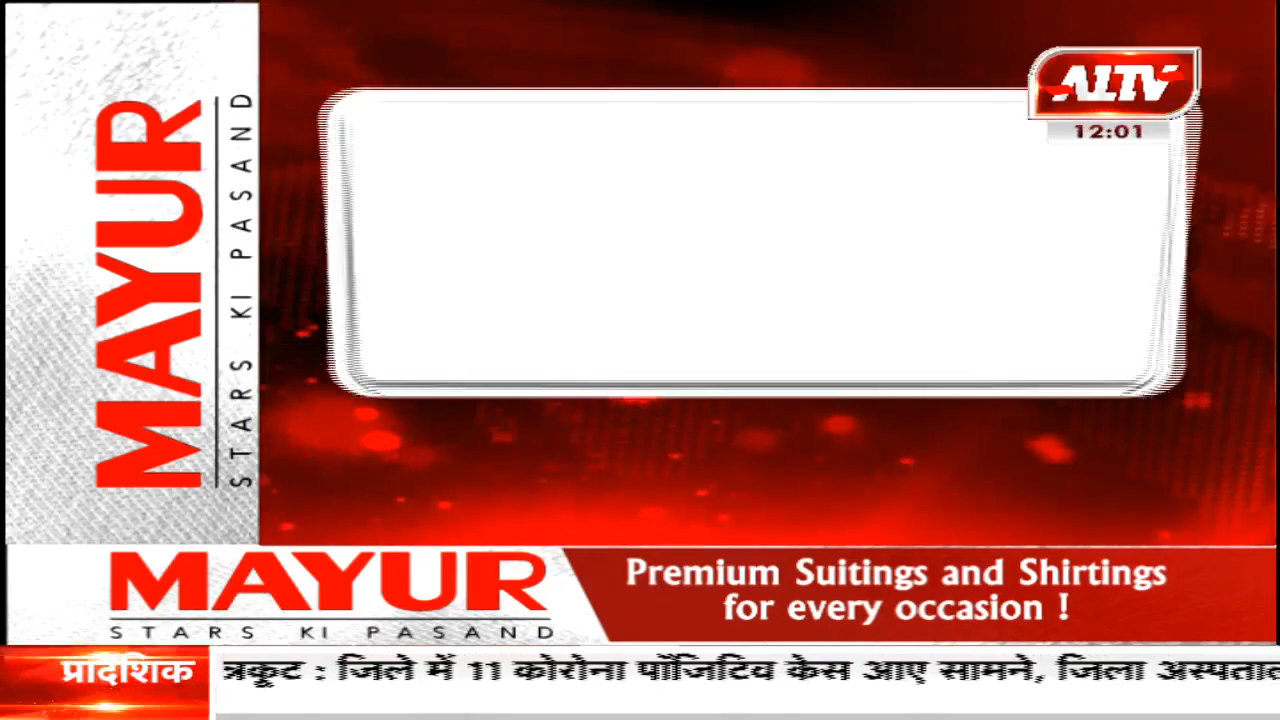 MAYUR
STARS KI PASAND
ALTV
12:01
MAYUR
STARS KI PASAND
Premium Suitings and Shirtings
for every occasion !
प्रादेशिक
त्रकूट : जिले में 11 कोरोना पॉजिटिव केस आए सामने, जिला अस्पताल